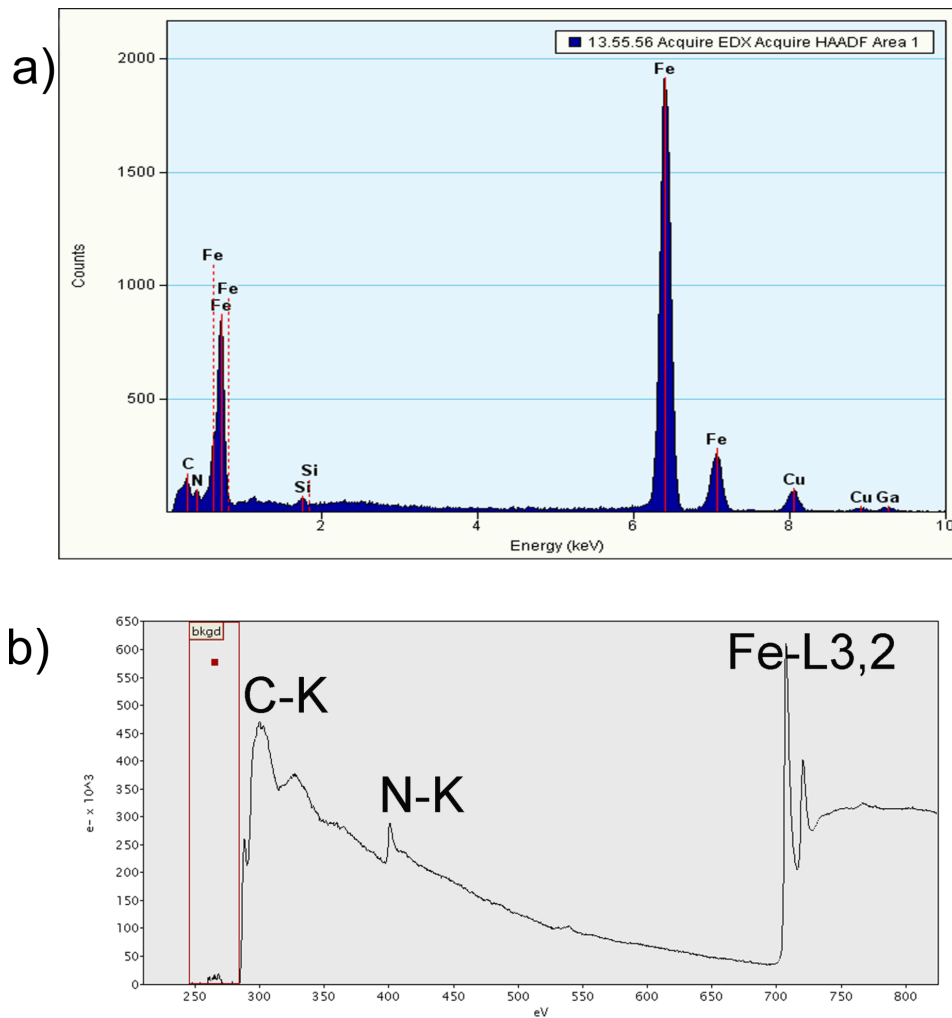 a)
13.55.56 Acquire EDX Acquire HAADF Area 1
2000
1500
1000
500
Counts
Fe
Fe
Fe
Fe
C
N
Si
Si
Fe
Cu
Cu Ga
2 4 6 8 10
Energy (keV)
b)
650
600
550
500
450
400
350
300
250
200
150
100
50
0
e- x 10^3
bkgd
C-K
N-K
Fe-L3,2
250 300 350 400 450 500 550 600 650 700 750 800
eV